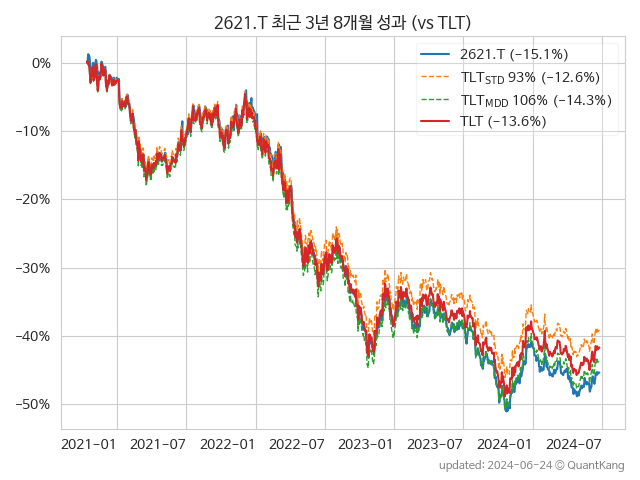 2621.T 최근 3년 8개월 성과 (vs TLT)
2621.T (−15.1%)
TLTSTD 93% (−12.6%)
TLTMDD 106% (−14.3%)
TLT (−13.6%)
0%
−10%
−20%
−30%
−40%
−50%
2021−01 2021−07 2022−01 2022−07 2023−01 2023−07 2024−01 2024−07
updated: 2024−06−24 ⓒ QuantKang